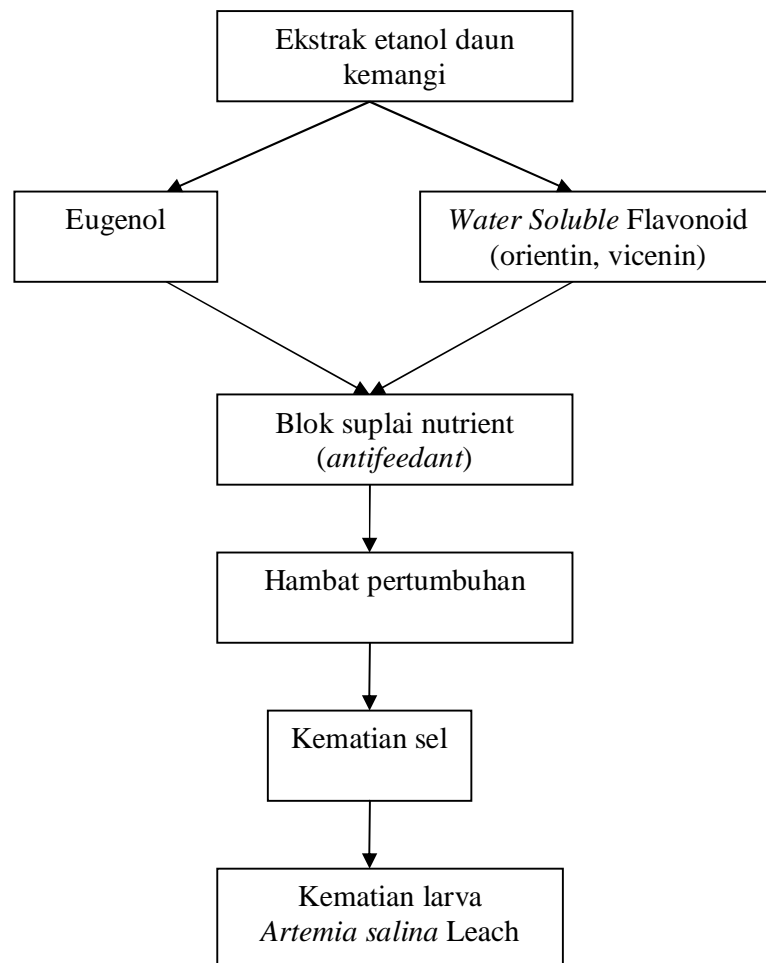 Ekstrak etanol daun
kemangi
Eugenol
Water Soluble Flavonoid
(orientin, vicenin)
Blok suplai nutrient
(antifeedant)
Hambat pertumbuhan
Kematian sel
Kematian larva
Artemia salina Leach